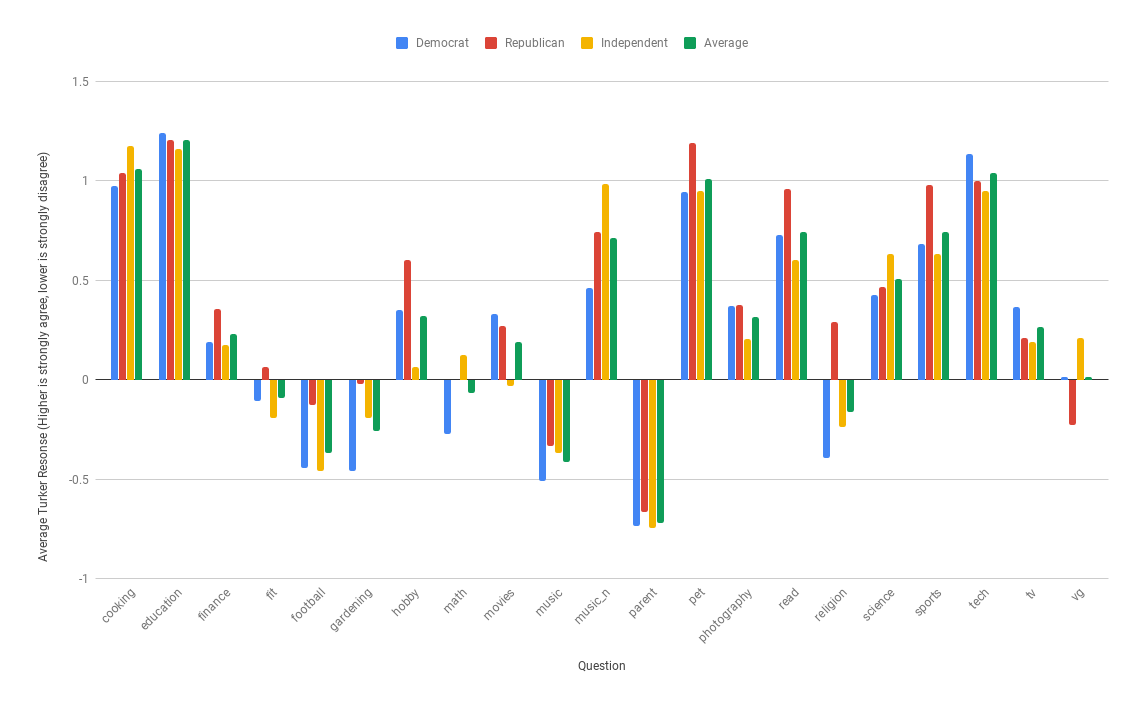 Democrat Republican Independent Average
Average Turker Resonse (Higher is strongly agree, lower is strongly disagree)
1.5
1
0.5
0
-0.5
-1
cooking education finance fit football gardening hobby math movies music music_n parent pet photography read religion science sports tech tv vg
Question